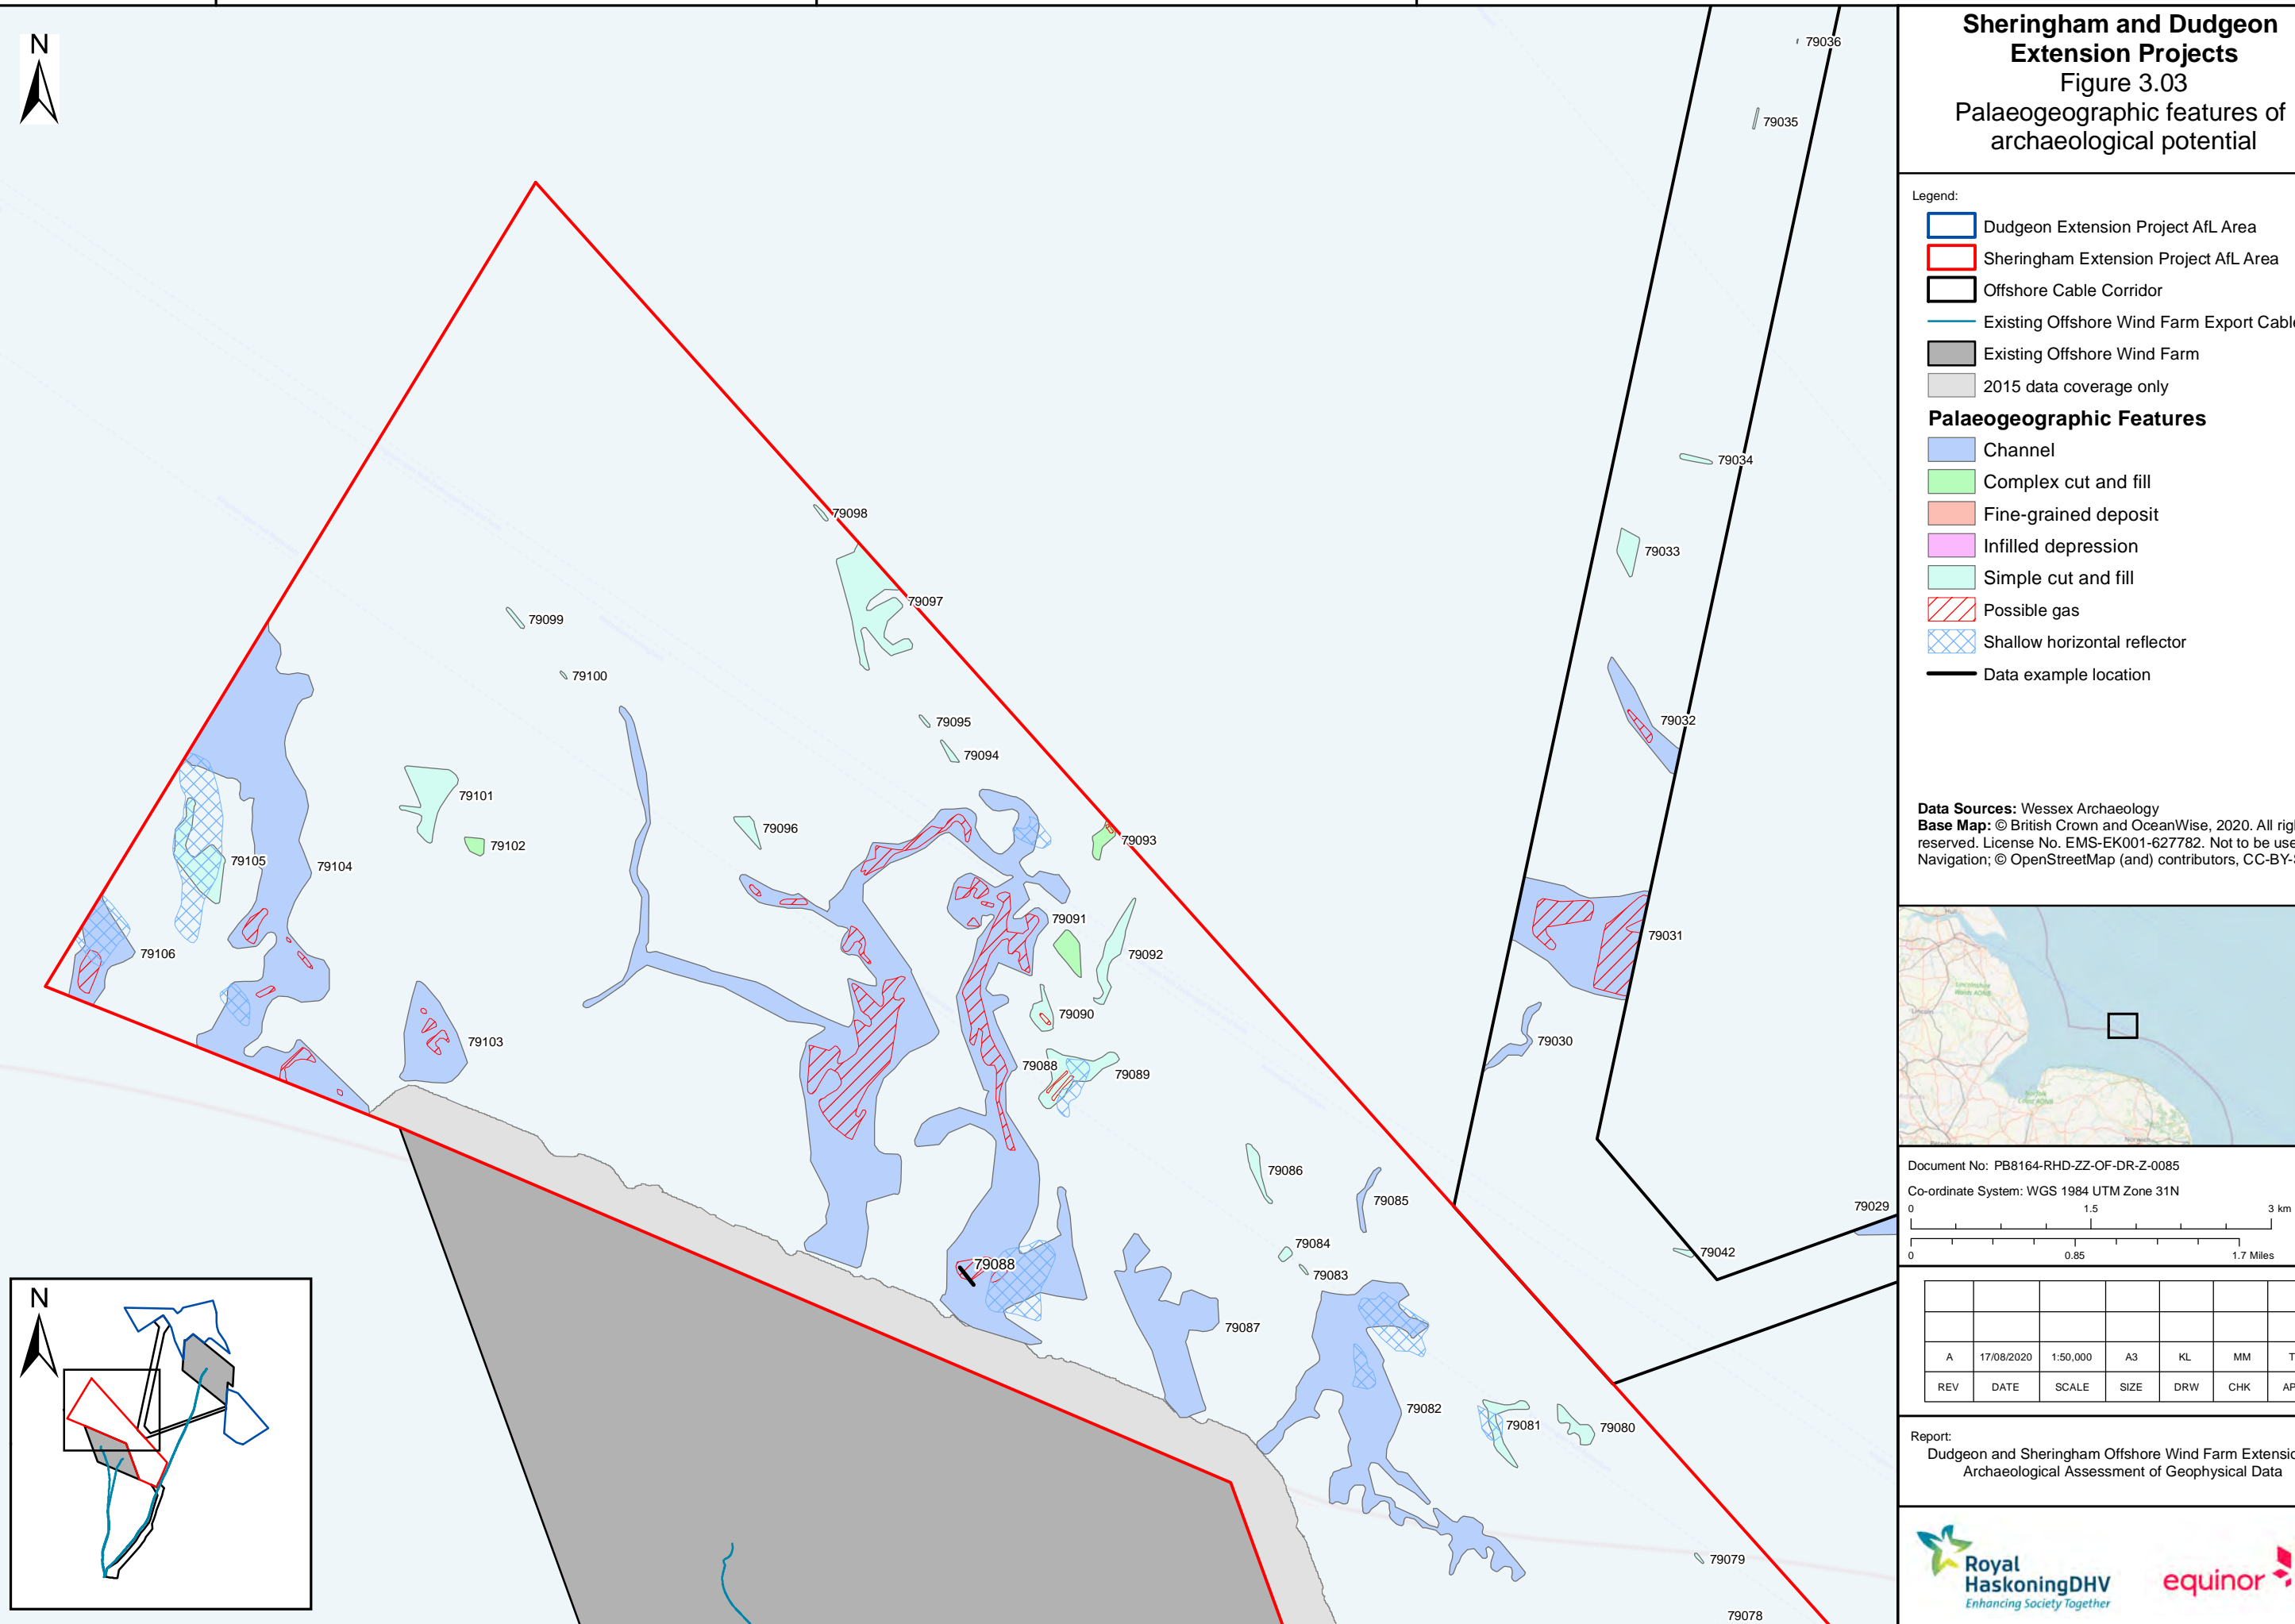 N
Sheringham and Dudgeon
Extension Projects
Figure 3.03
Palaeogeographic features of
archaeological potential
Legend:
Dudgeon Extension Project AfL Area
Sheringham Extension Project AfL Area
Offshore Cable Corridor
Existing Offshore Wind Farm Export Cable
Existing Offshore Wind Farm
2015 data coverage only
Palaeogeographic Features
Channel
Complex cut and fill
Fine-grained deposit
Infilled depression
Simple cut and fill
Possible gas
Shallow horizontal reflector
Data example location
Data Sources: Wessex Archaeology
Base Map: © British Crown and OceanWise, 2020. All rig
reserved. License No. EMS-EK001-627782. Not to be use
Navigation; © OpenStreetMap (and) contributors, CC-BY-
Document No: PB8164-RHD-ZZ-OF-DR-Z-0085
Co-ordinate System: WGS 1984 UTM Zone 31N
0 1.5 3 km
0 0.85 1.7 Miles
A 17/08/2020 1:50,000 A3 KL MM T
REV DATE SCALE SIZE DRW CHK AP
Report:
Dudgeon and Sheringham Offshore Wind Farm Extensio
Archaeological Assessment of Geophysical Data
Royal
HaskoningDHV
Enhancing Society Together
equinor
79036
79035
79034
79098
79033
79097
79099
79100
79095
79032
79094
79101
79096
79093
79102
79105
79104
79091
79031
79106
79092
79090
79103
79030
79088
79089
79086
79085
79029
79084
79042
79088
79083
79087
79082
79081
79080
79079
79078
N